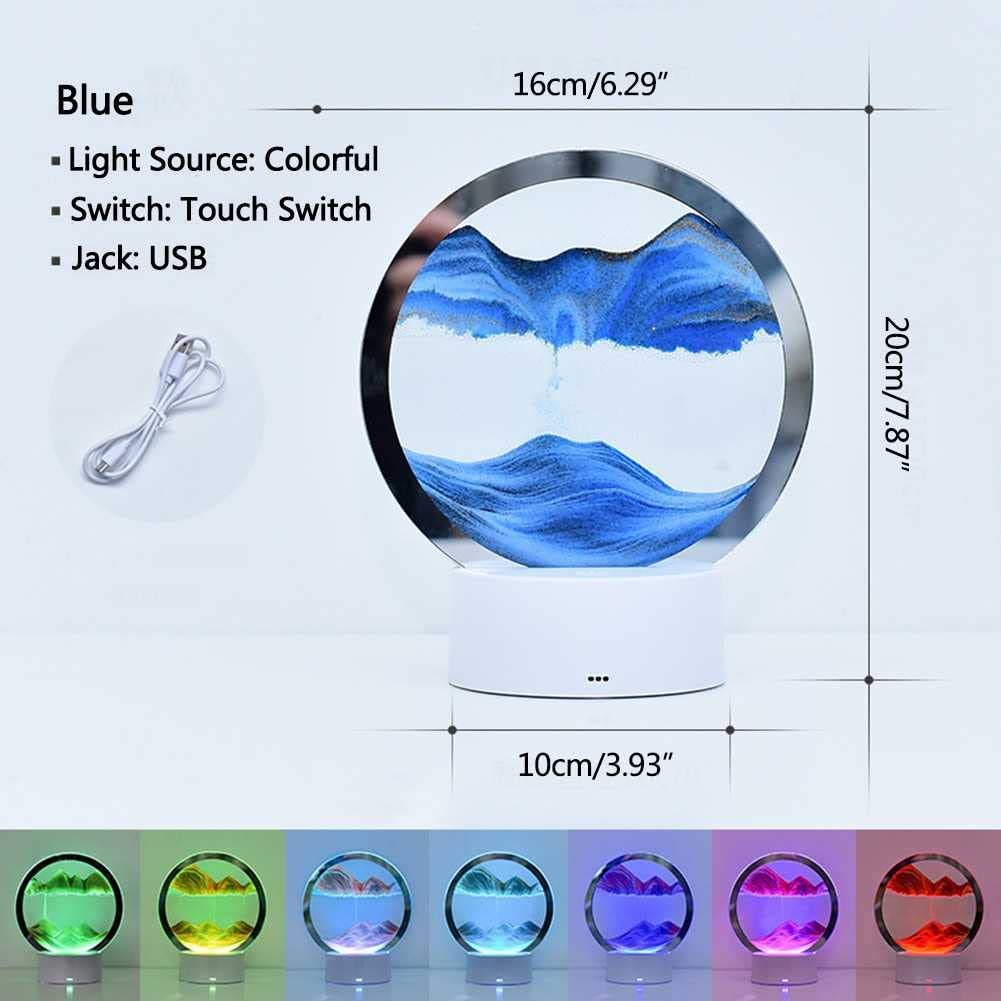 Blue
▪ Light Source: Colorful
▪ Switch: Touch Switch
▪ Jack: USB
16cm/6.29”
20cm/7.87”
10cm/3.93”